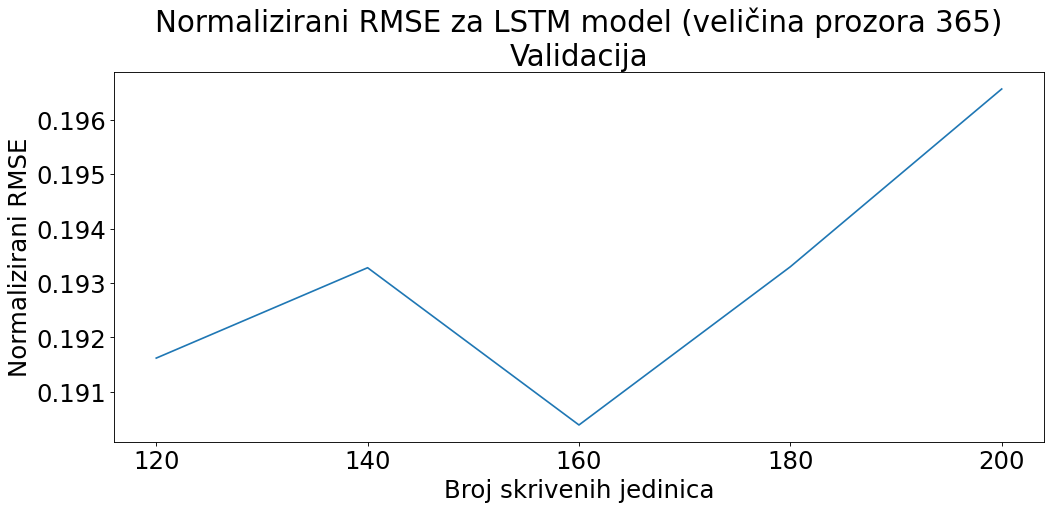 Normalizirani RMSE za LSTM model (veličina prozora 365)
Validacija
Normalizirani RMSE
0.196
0.195
0.194
0.193
0.192
0.191
120 140 160 180 200
Broj skrivenih jedinica